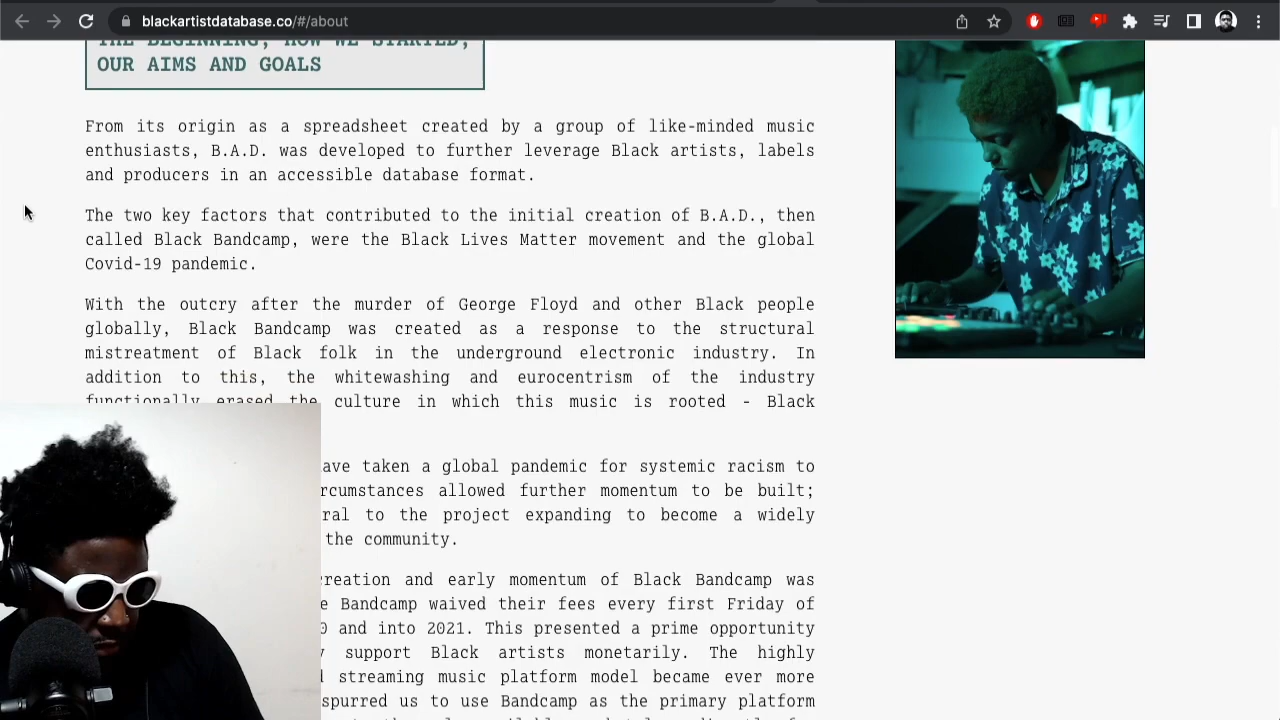 blackartistdatabase.co/#/about
THE BEGINNING, HOW WE STARTED,
OUR AIMS AND GOALS
From its origin as a spreadsheet created by a group of like-minded music
enthusiasts, B.A.D. was developed to further leverage Black artists, labels
and producers in an accessible database format.
The two key factors that contributed to the initial creation of B.A.D., then
called Black Bandcamp, were the Black Lives Matter movement and the global
Covid-19 pandemic.
With the outcry after the murder of George Floyd and other Black people
globally, Black Bandcamp was created as a response to the structural
mistreatment of Black folk in the underground electronic industry. In
addition to this, the whitewashing and eurocentrism of the industry
functionally erased the culture in which this music is rooted - Black
ave taken a global pandemic for systemic racism to
rcumstances allowed further momentum to be built;
ral to the project expanding to become a widely
the community.
reation and early momentum of Black Bandcamp was
e Bandcamp waived their fees every first Friday of
0 and into 2021. This presented a prime opportunity
y support Black artists monetarily. The highly
l streaming music platform model became ever more
spurred us to use Bandcamp as the primary platform